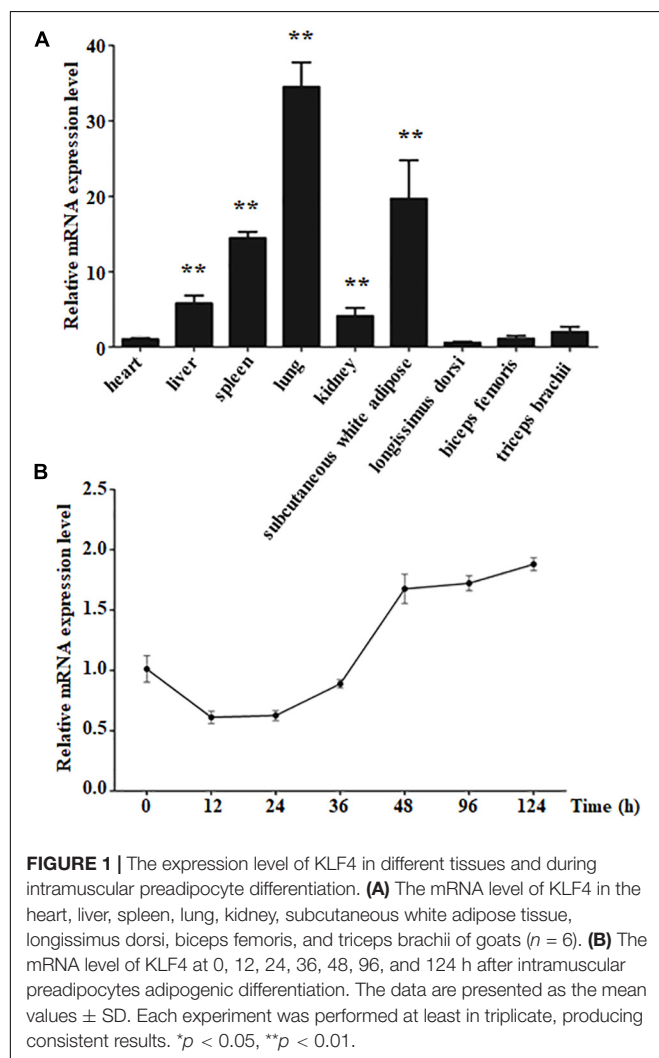 A
Relative mRNA expression level
40
30
20
10
0
**
**
**
**
**
heart
liver
spleen
lung
kidney
subcutaneous white adipose
longissimus dorsi
biceps femoris
triceps brachii
B
Relative mRNA expression level
2.5
2.0
1.5
1.0
0.5
0.0
0 12 24 36 48 96 124 Time (h)
FIGURE 1 | The expression level of KLF4 in different tissues and during
intramuscular preadipocyte differentiation. (A) The mRNA level of KLF4 in the
heart, liver, spleen, lung, kidney, subcutaneous white adipose tissue,
longissimus dorsi, biceps femoris, and triceps brachii of goats (n = 6). (B) The
mRNA level of KLF4 at 0, 12, 24, 36, 48, 96, and 124 h after intramuscular
preadipocytes adipogenic differentiation. The data are presented as the mean
values ± SD. Each experiment was performed at least in triplicate, producing
consistent results. *p < 0.05, **p < 0.01.